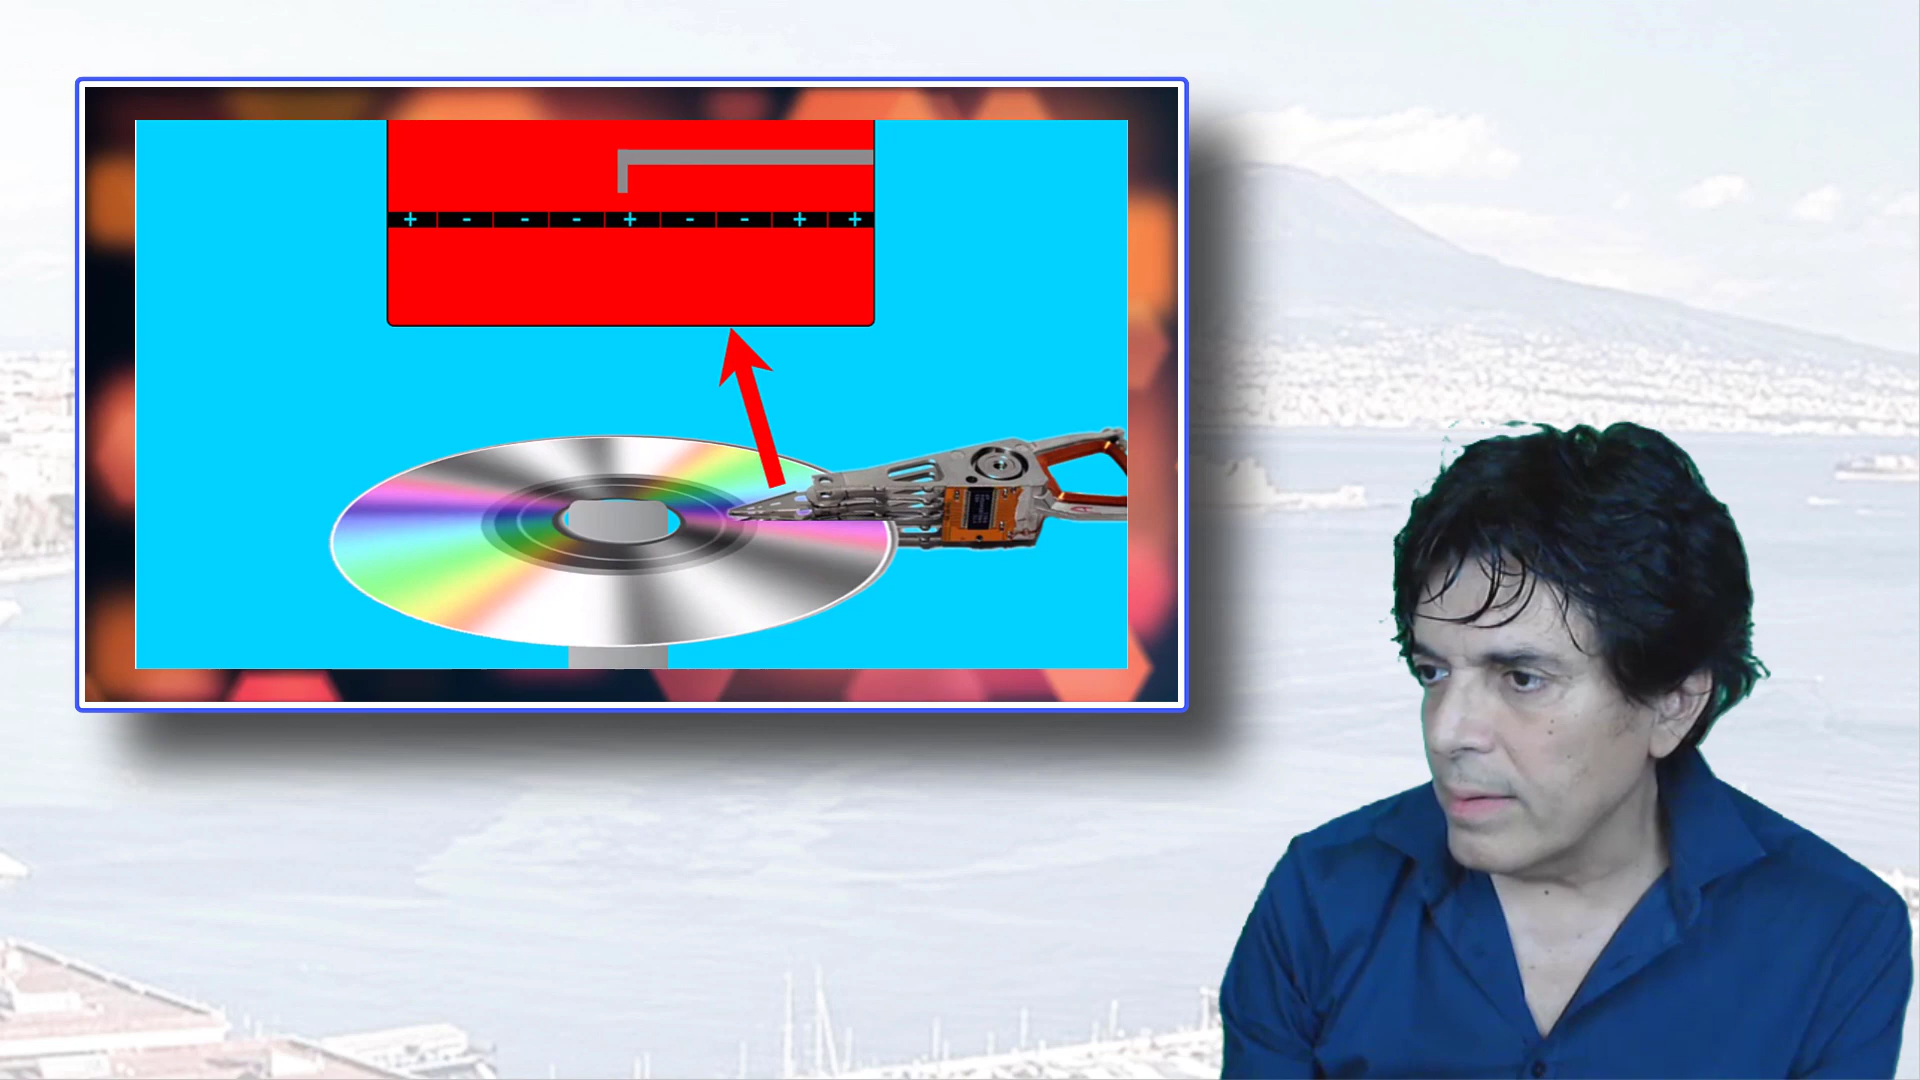 + - - - + - - + +